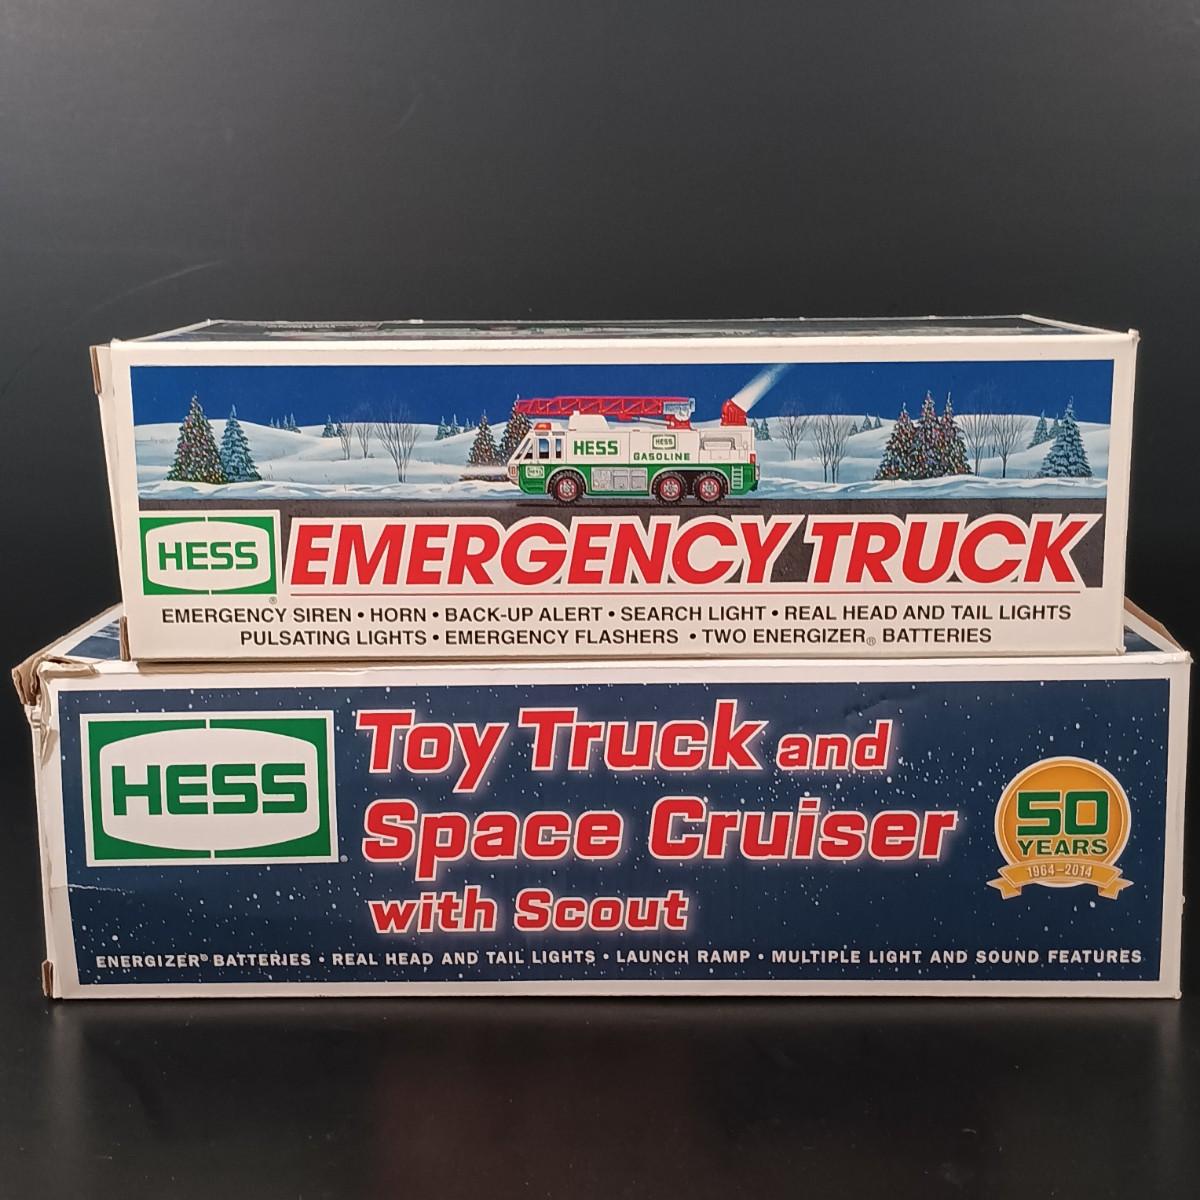 HESS
HESS
GASOLINE
HESS
HESS
EMERGENCY TRUCK
®
EMERGENCY SIREN • HORN • BACK-UP ALERT • SEARCH LIGHT • REAL HEAD AND TAIL LIGHTS
PULSATING LIGHTS • EMERGENCY FLASHERS • TWO ENERGIZER® BATTERIES
HESS
®
Toy Truck and
Space Cruiser
with Scout
50
YEARS
1964-2014
ENERGIZER® BATTERIES • REAL HEAD AND TAIL LIGHTS • LAUNCH RAMP • MULTIPLE LIGHT AND SOUND FEATURES